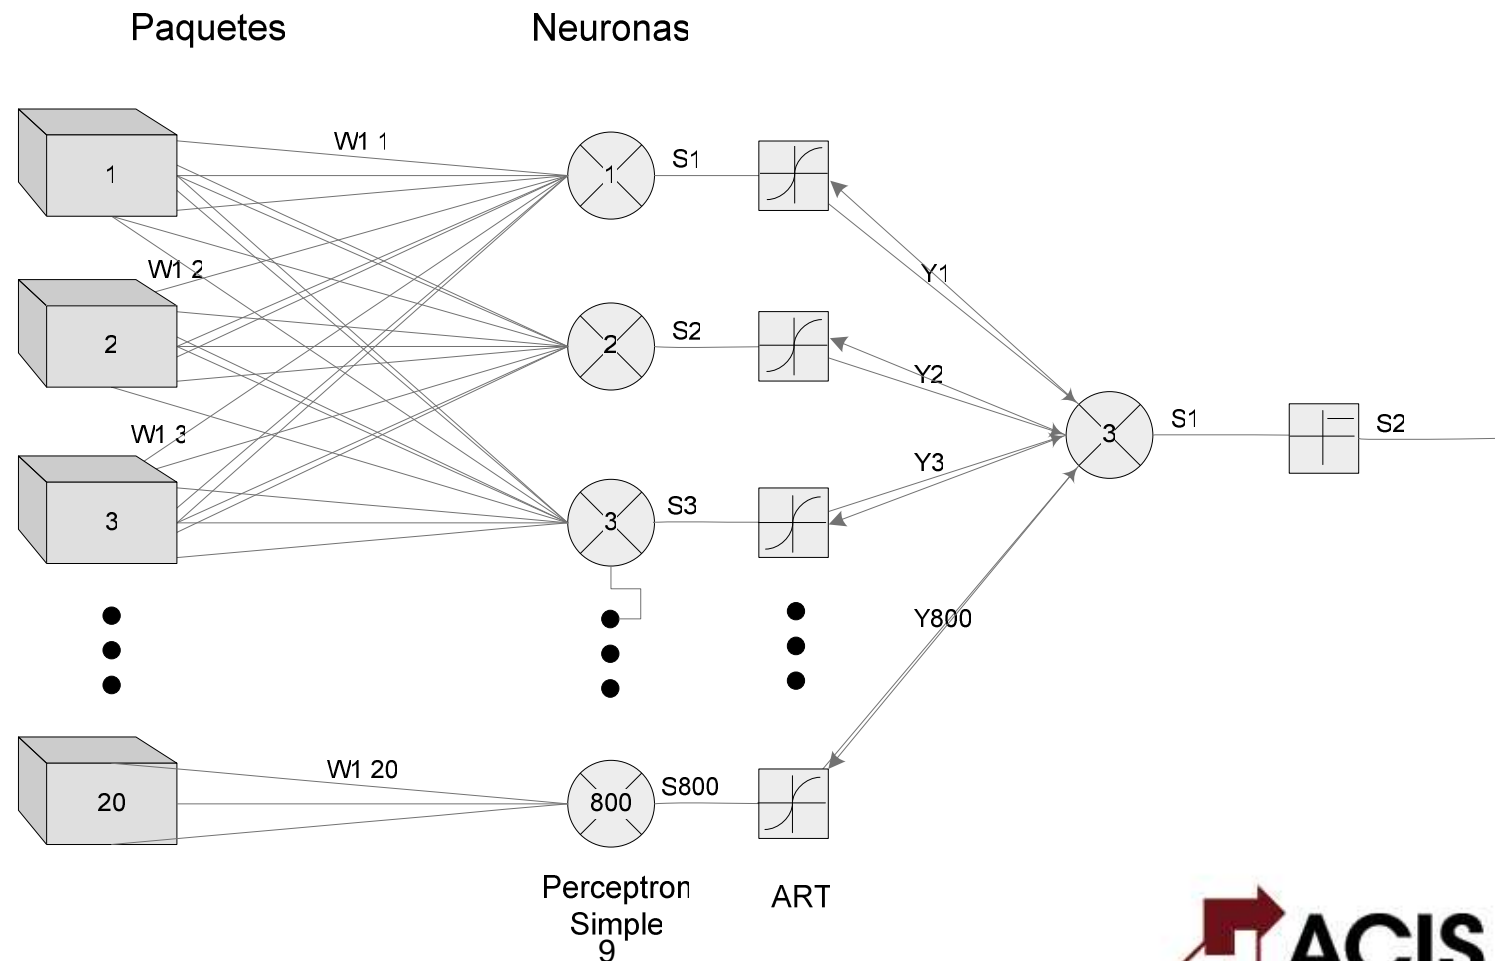 Paquetes
Neuronas
W1 1
1
1
S1
Y1
W1 2
2
2
S2
Y2
W1 3
3
3
S3
Y3
3
S1
S2
Y800
W1 20
20
800
S800
Perceptron
Simple
ART
9
ACIS